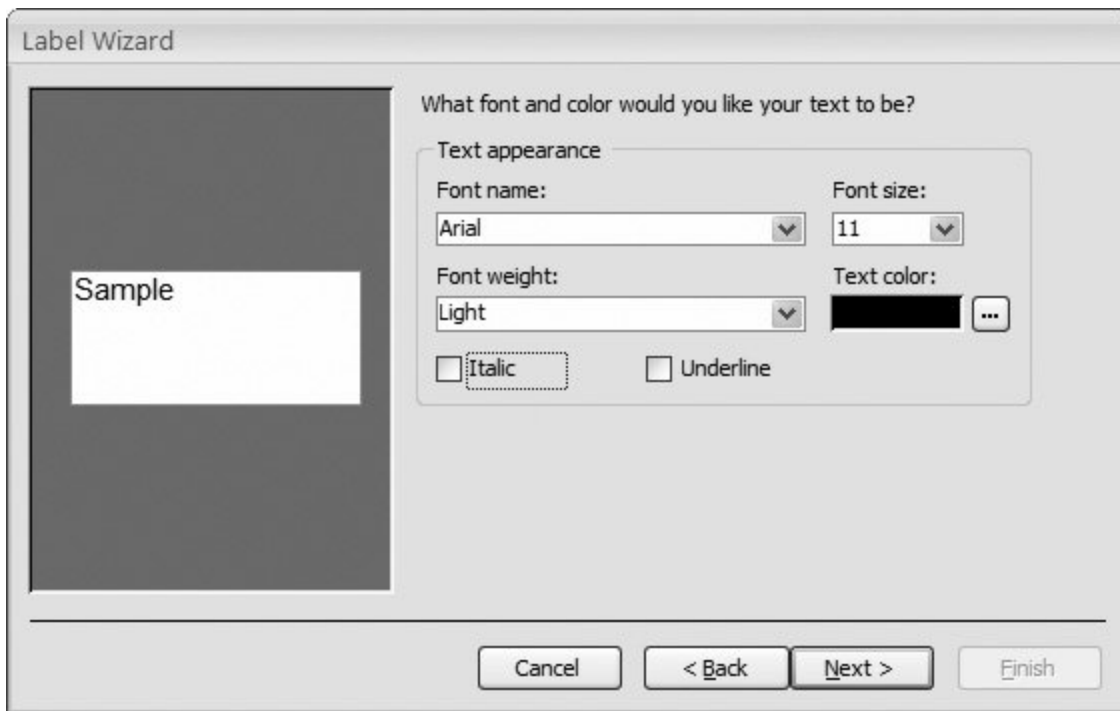 Label Wizard
What font and color would you like your text to be?
Text appearance
Font name:
Font size:
Arial
11
Sample
Font weight:
Text color:
Light
...
Italic
Underline
Cancel
< Back
Next >
Finish